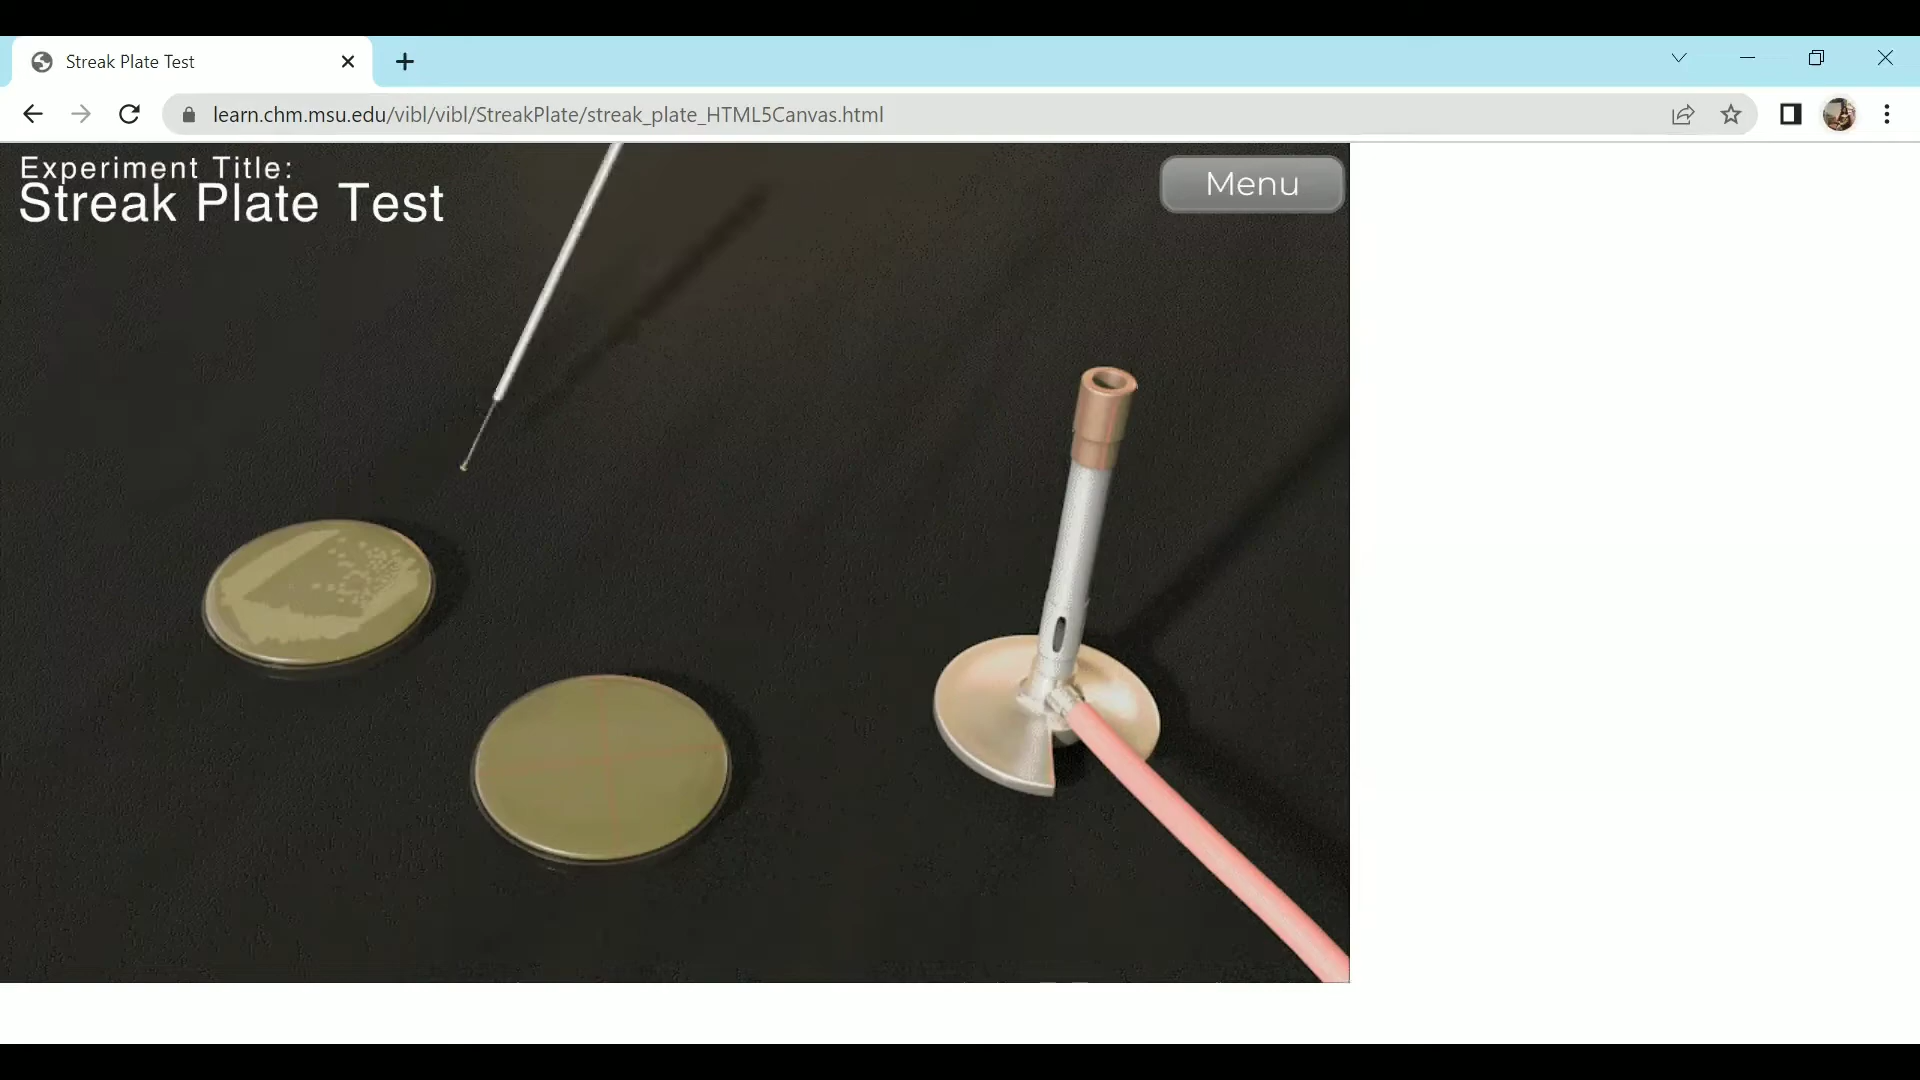 Streak Plate Test
learn.chm.msu.edu/vibl/vibl/StreakPlate/streak_plate_HTML5Canvas.html
Experiment Title:
Menu
Streak Plate Test